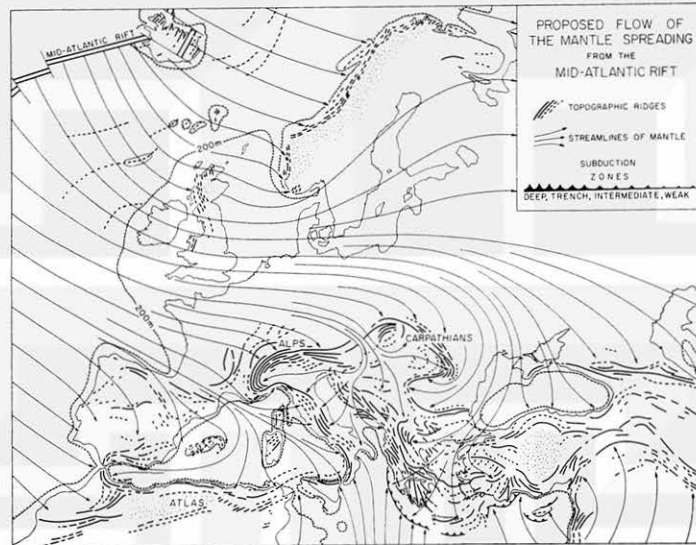 PROPOSED FLOW OF
THE MANTLE SPREADING
FROM THE
MID-ATLANTIC RIFT
TOPOGRAPHIC RIDGES
STREAMLINES OF MANTLE
SUBDUCTION
ZONES
DEEP, TRENCH, INTERMEDIATE, WEAK
MID-ATLANTIC RIFT
200m
200m
ALPS
CARPATHIANS
ATLAS